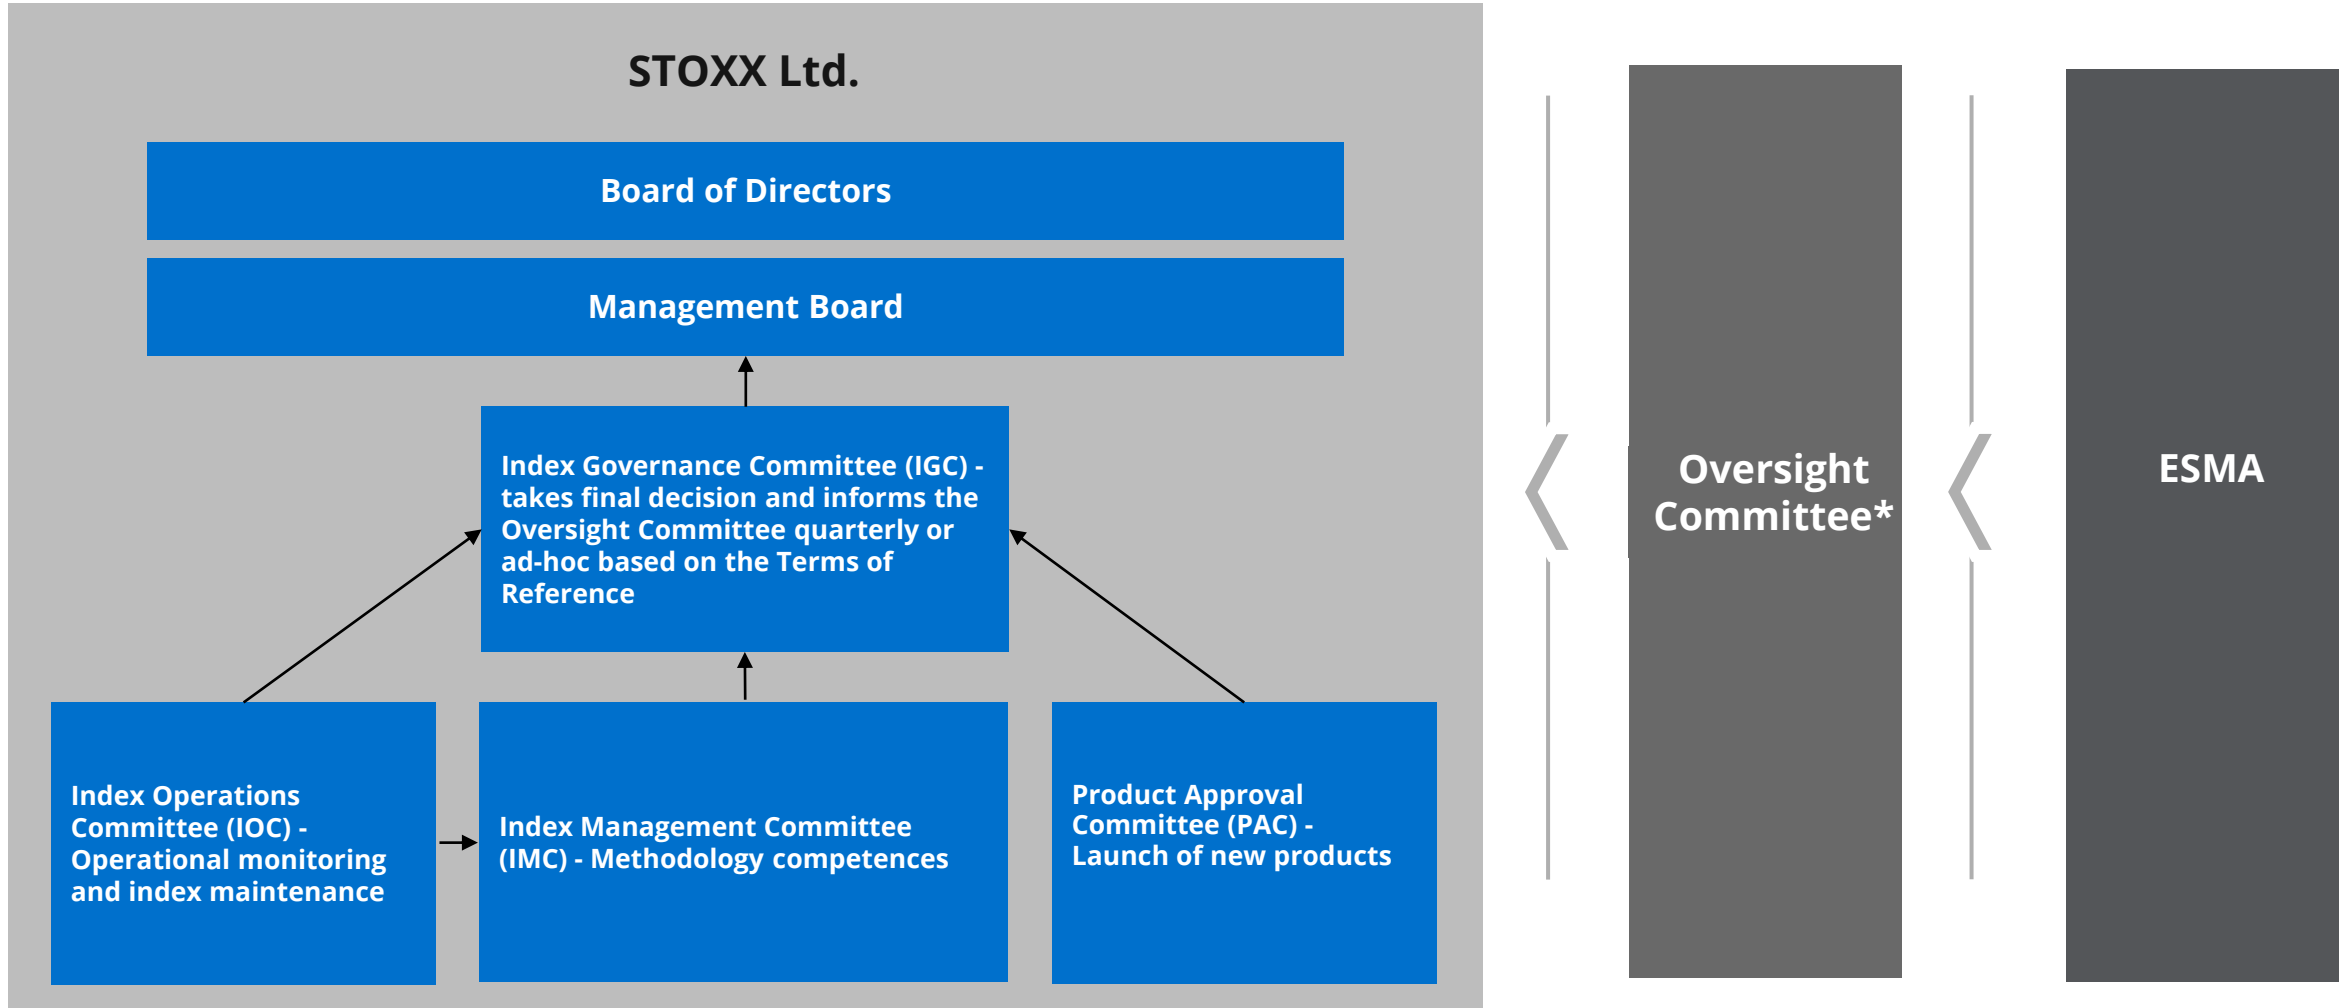 STOXX Ltd.
Board of Directors
Management Board
Index Governance Committee (IGC) -
takes final decision and informs the
Oversight Committee quarterly or
ad-hoc based on the Terms of
Reference
Index Operations
Committee (IOC) -
Operational monitoring
and index maintenance
Index Management Committee
(IMC) - Methodology competences
Product Approval
Committee (PAC) -
Launch of new products
Oversight
Committee*
ESMA